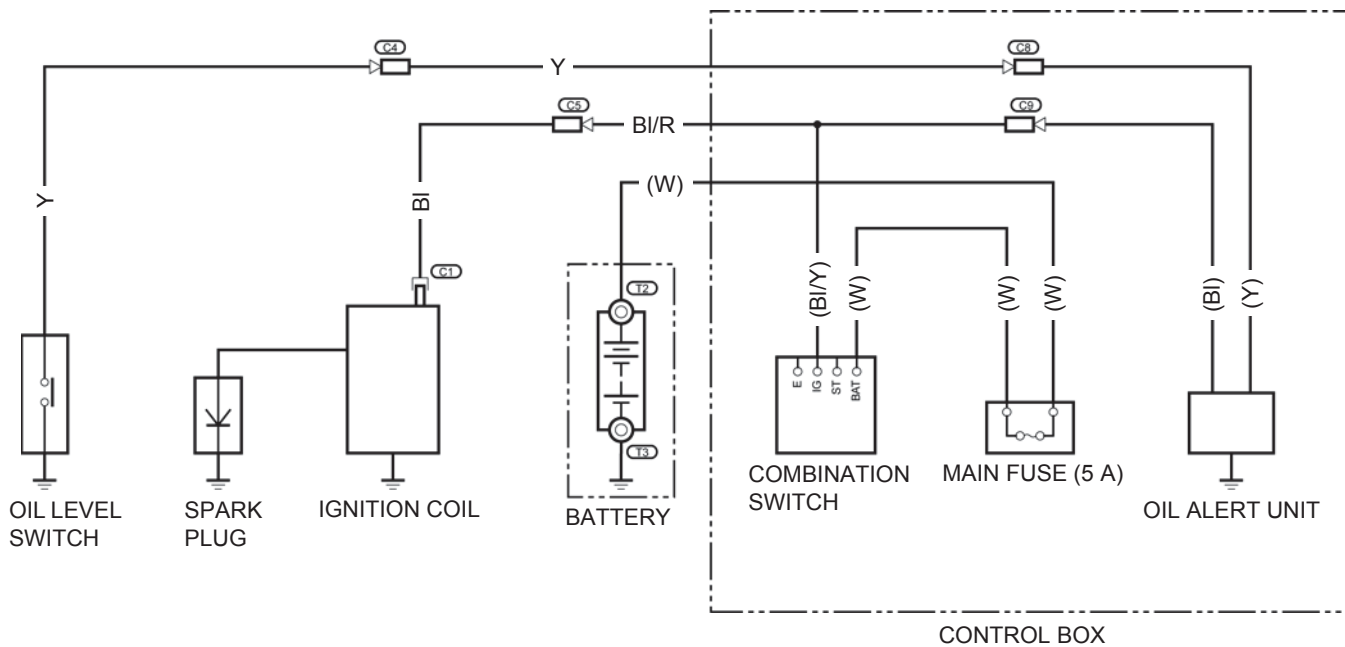 C4
Y
C8
C5
Bl/R
C9
(W)
Y
Bl
C1
T2
(Bl/Y)
(W)
(W)
(W)
(Bl)
(Y)
E
IG
ST
BAT
T3
OIL LEVEL
SWITCH
SPARK
PLUG
IGNITION COIL
BATTERY
COMBINATION
SWITCH
MAIN FUSE (5 A)
OIL ALERT UNIT
CONTROL BOX